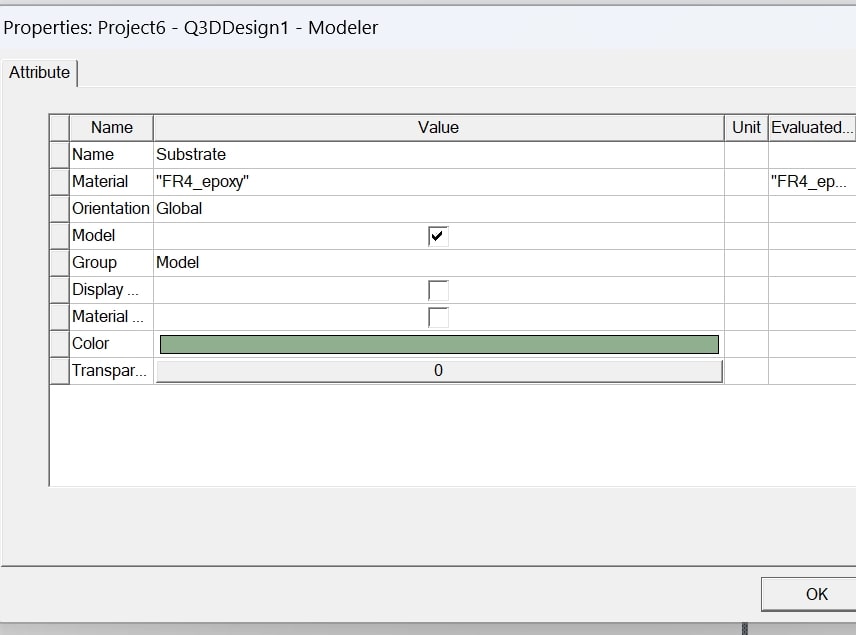 Properties: Project6 - Q3DDesign1 - Modeler
Attribute
Name Value Unit Evaluated...
Name Substrate
Material "FR4_epoxy" "FR4_ep...
Orientation Global
Model
Group Model
Display ...
Material ...
Color
Transpar... 0
OK